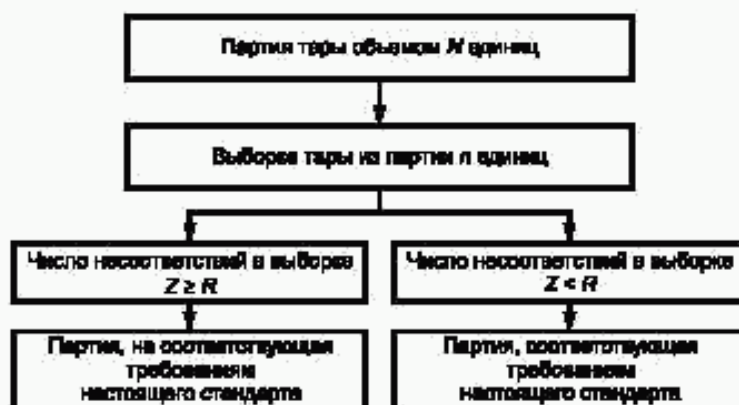 Партия тары объемом N единиц
Выборка тары из партии n единиц
Число несоответствий в выборке
Z ≥ R
Число несоответствий в выборке
Z < R
Партия, не соответствующая
требованиям
настоящего стандарта
Партия, соответствующая
требованиям
настоящего стандарта